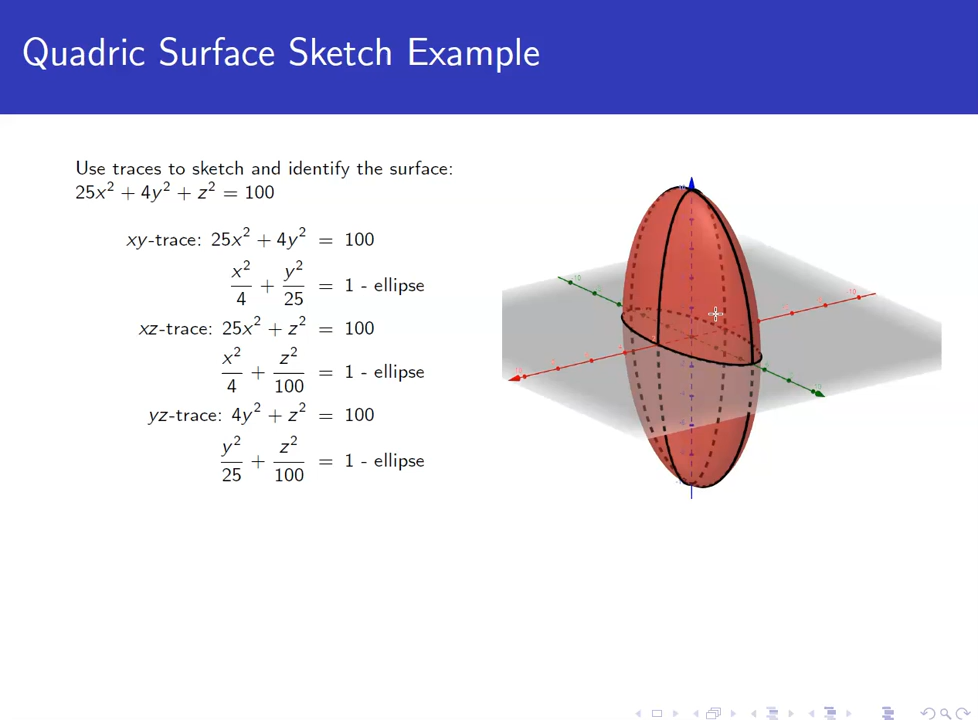 Quadric Surface Sketch Example
Use traces to sketch and identify the surface:
25x² + 4y² + z² = 100
xy-trace: 25x² + 4y² = 100
x²/4 + y²/25 = 1 - ellipse
xz-trace: 25x² + z² = 100
x²/4 + z²/100 = 1 - ellipse
yz-trace: 4y² + z² = 100
y²/25 + z²/100 = 1 - ellipse